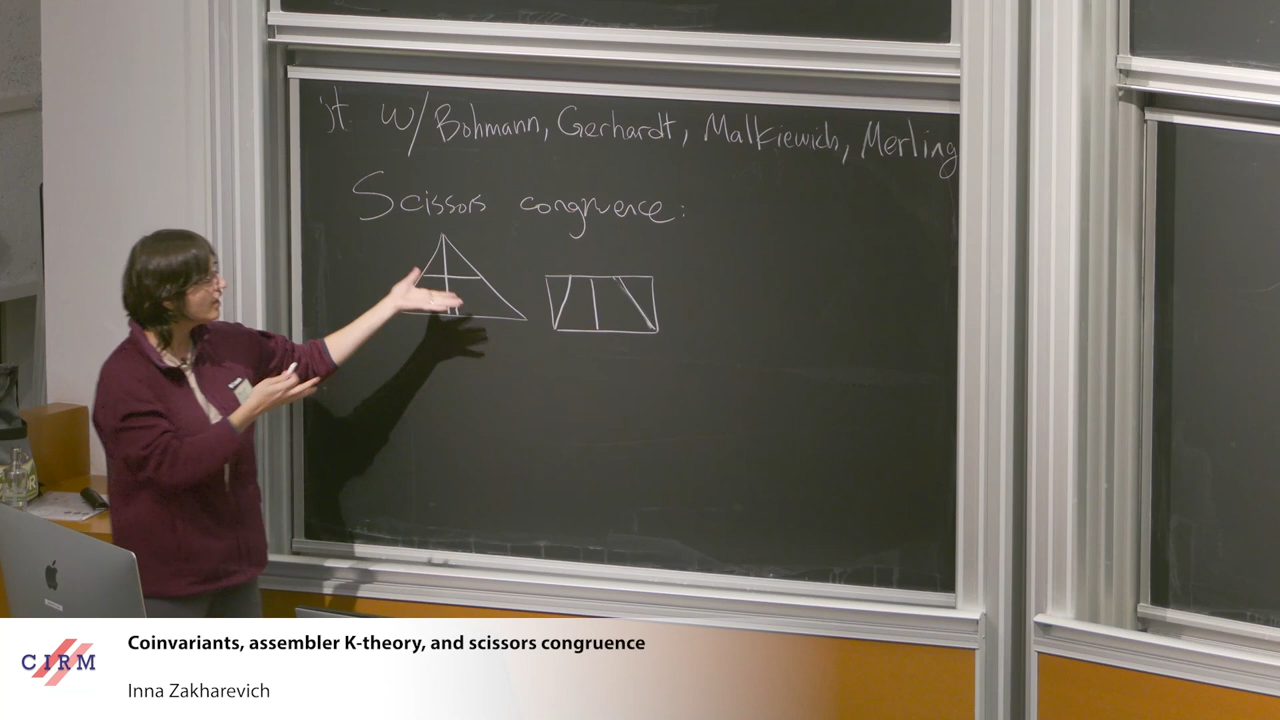 jt w/ Bohmann, Gerhardt, Malkiewich, Merling
Scissors congruence:
CIRM
Coinvariants, assembler K-theory, and scissors congruence
Inna Zakharevich